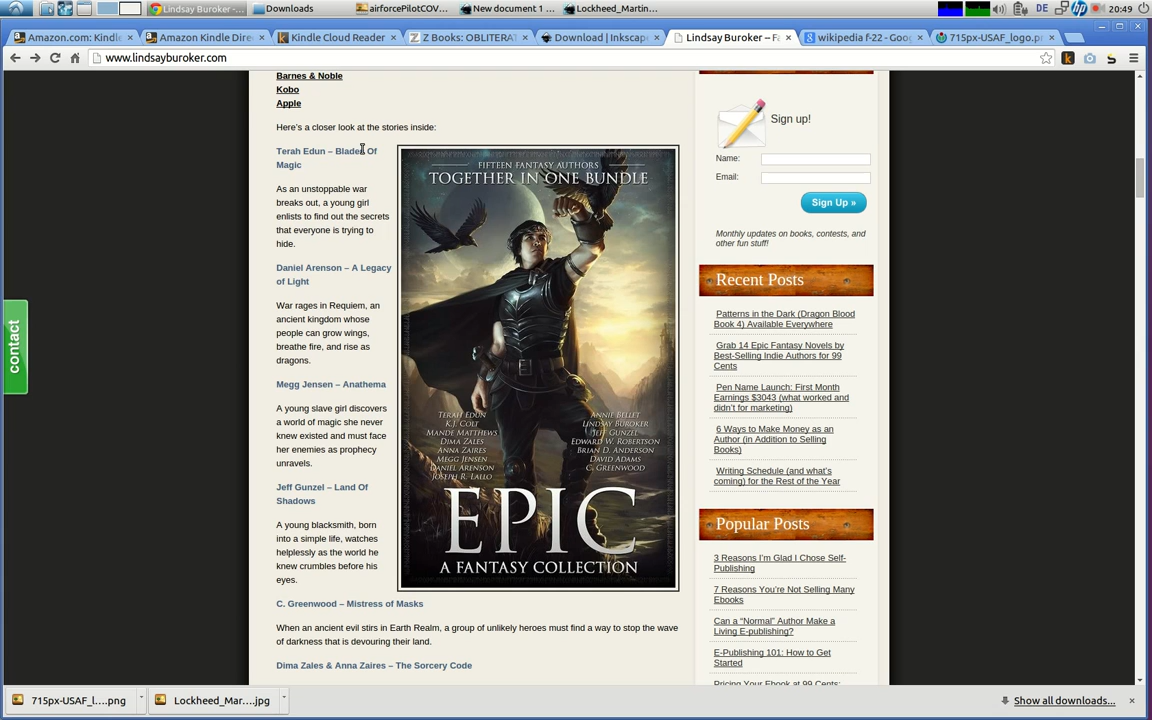 Lindsay Buroker -...
Downloads
airforcePilotCOV...
New document 1 ...
Lockheed_Martin...
DE
20:49
Amazon.com: Kindl
Amazon Kindle Dire
Kindle Cloud Reader
Z Books: OBLITERAT
Download | Inkscape
Lindsay Buroker – Fa
wikipedia f-22 - Goog
715px-USAF_logo.pn
www.lindsayburoker.com
Barnes & Noble
Kobo
Apple
Here's a closer look at the stories inside:
Terah Edun – Blades Of
Magic
As an unstoppable war
breaks out, a young girl
enlists to find out the secrets
that everyone is trying to
hide.
Daniel Arenson – A Legacy
of Light
War rages in Requiem, an
ancient kingdom whose
people can grow wings,
breathe fire, and rise as
dragons.
Megg Jensen – Anathema
A young slave girl discovers
a world of magic she never
knew existed and must face
her enemies as prophecy
unravels.
Jeff Gunzel – Land Of
Shadows
A young blacksmith, born
into a simple life, watches
helplessly as the world he
knew crumbles before his
eyes.
C. Greenwood – Mistress of Masks
When an ancient evil stirs in Earth Realm, a group of unlikely heroes must find a way to stop the wave
of darkness that is devouring their land.
Dima Zales & Anna Zaires – The Sorcery Code
FIFTEEN FANTASY AUTHORS
TOGETHER IN ONE BUNDLE
TERAH EDUN
K.J. COLT
MANDE MATTHEWS
DIMA ZALES
ANNA ZAIRES
MEGG JENSEN
DANIEL ARENSON
JOSEPH R. LALLO
ANNIE BELLET
LINDSAY BUROKER
JEFF GUNZEL
EDWARD W. ROBERTSON
BRIAN D. ANDERSON
DAVID ADAMS
C. GREENWOOD
EPIC
A FANTASY COLLECTION
Sign up!
Name:
Email:
Sign Up »
Monthly updates on books, contests, and
other fun stuff!
Recent Posts
Patterns in the Dark (Dragon Blood
Book 4) Available Everywhere
Grab 14 Epic Fantasy Novels by
Best-Selling Indie Authors for 99
Cents
Pen Name Launch: First Month
Earnings $3043 (what worked and
didn't for marketing)
6 Ways to Make Money as an
Author (in Addition to Selling
Books)
Writing Schedule (and what's
coming) for the Rest of the Year
Popular Posts
3 Reasons I'm Glad I Chose Self-
Publishing
7 Reasons You're Not Selling Many
Ebooks
Can a "Normal" Author Make a
Living E-publishing?
E-Publishing 101: How to Get
Started
Pricing Your Ebook at 99 Cents:
contact
715px-USAF_l....png
Lockheed_Mar....jpg
Show all downloads...